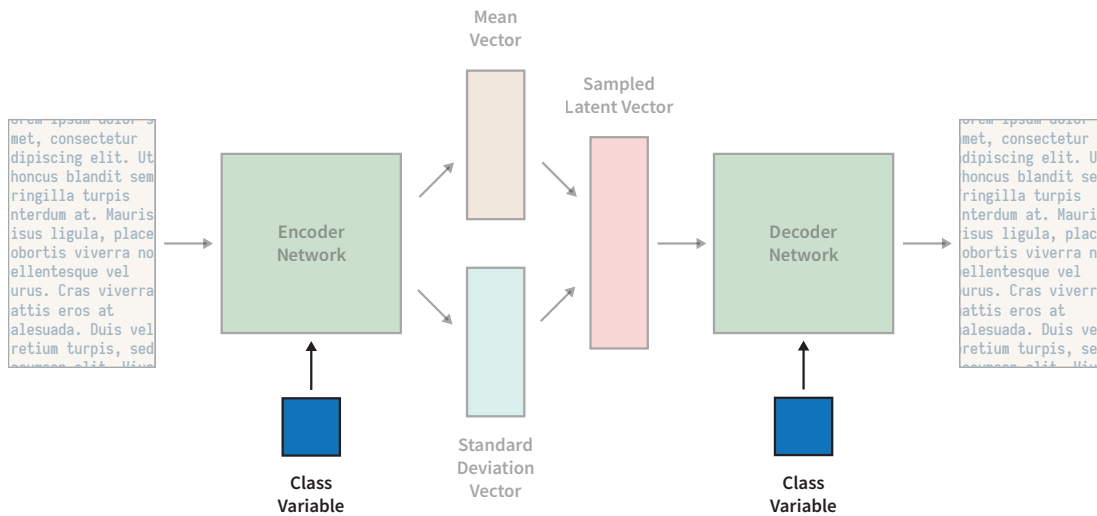 Mean
Vector
Sampled
Latent Vector
met, consectetur
dipiscing elit. Ut
honcus blandit sem
ringilla turpis
nterdum at. Mauris
isus ligula, place
obortis viverra no
ellentesque vel
urus. Cras viverra
attis eros at
alesuada. Duis vel
retium turpis, sed
Encoder
Network
Decoder
Network
met, consectetur
dipiscing elit. U
honcus blandit se
ringilla turpis
nterdum at. Mauri
isus ligula, plac
obortis viverra n
ellentesque vel
urus. Cras viverr
attis eros at
alesuada. Duis ve
retium turpis, se
Standard
Deviation
Vector
Class
Variable
Class
Variable